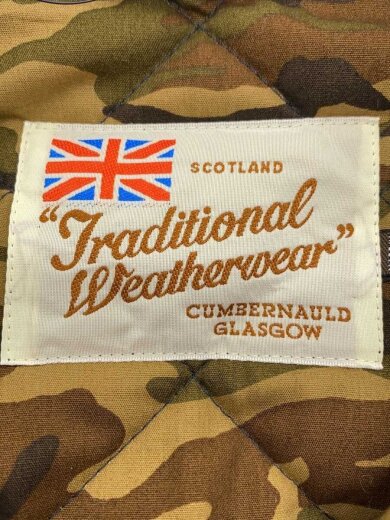 SCOTLAND
"Traditional
Weatherwear"
CUMBERNAULD
GLASGOW